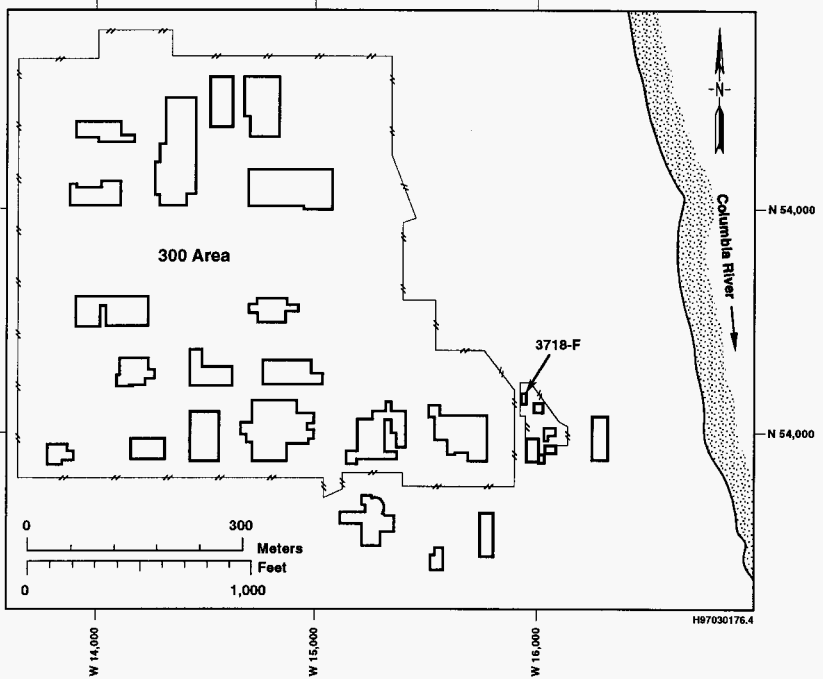 N
N 54,000
Columbia River
300 Area
3718-F
N 54,000
0 300
Meters
Feet
0 1,000
H97030176.4
W 14,000
W 15,000
W 16,000